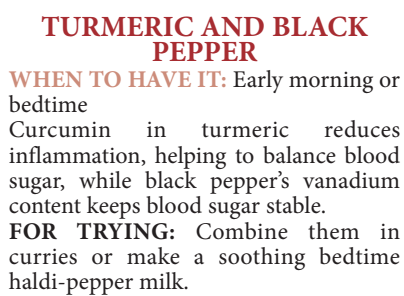 TURMERIC AND BLACK
PEPPER
WHEN TO HAVE IT: Early morning or
bedtime
Curcumin in turmeric reduces
inflammation, helping to balance blood
sugar, while black pepper’s vanadium
content keeps blood sugar stable.
FOR TRYING: Combine them in
curries or make a soothing bedtime
haldi-pepper milk.